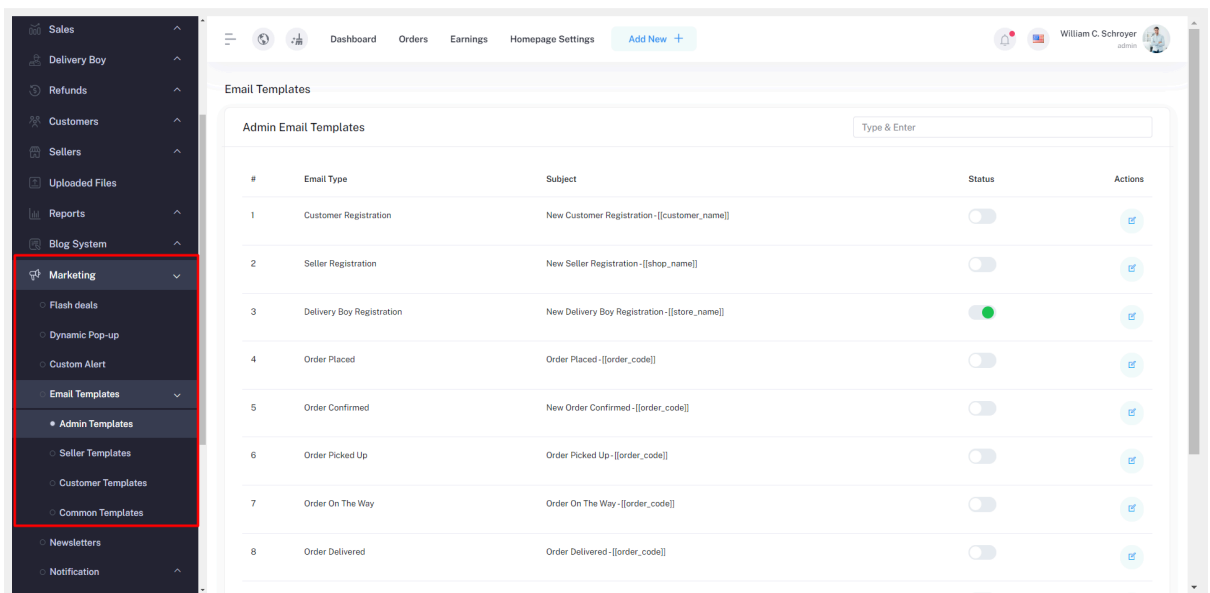 Sales
Delivery Boy
Refunds
Customers
Sellers
Uploaded Files
Reports
Blog System
Marketing
Flash deals
Dynamic Pop-up
Custom Alert
Email Templates
Admin Templates
Seller Templates
Customer Templates
Common Templates
Newsletters
Notification
Dashboard Orders Earnings Homepage Settings Add New +
William C. Schroyer
admin
Email Templates
Admin Email Templates
Type & Enter
# Email Type Subject Status Actions
1 Customer Registration New Customer Registration - [[customer_name]]
2 Seller Registration New Seller Registration - [[shop_name]]
3 Delivery Boy Registration New Delivery Boy Registration - [[store_name]]
4 Order Placed Order Placed - [[order_code]]
5 Order Confirmed New Order Confirmed - [[order_code]]
6 Order Picked Up Order Picked Up - [[order_code]]
7 Order On The Way Order On The Way - [[order_code]]
8 Order Delivered Order Delivered - [[order_code]]